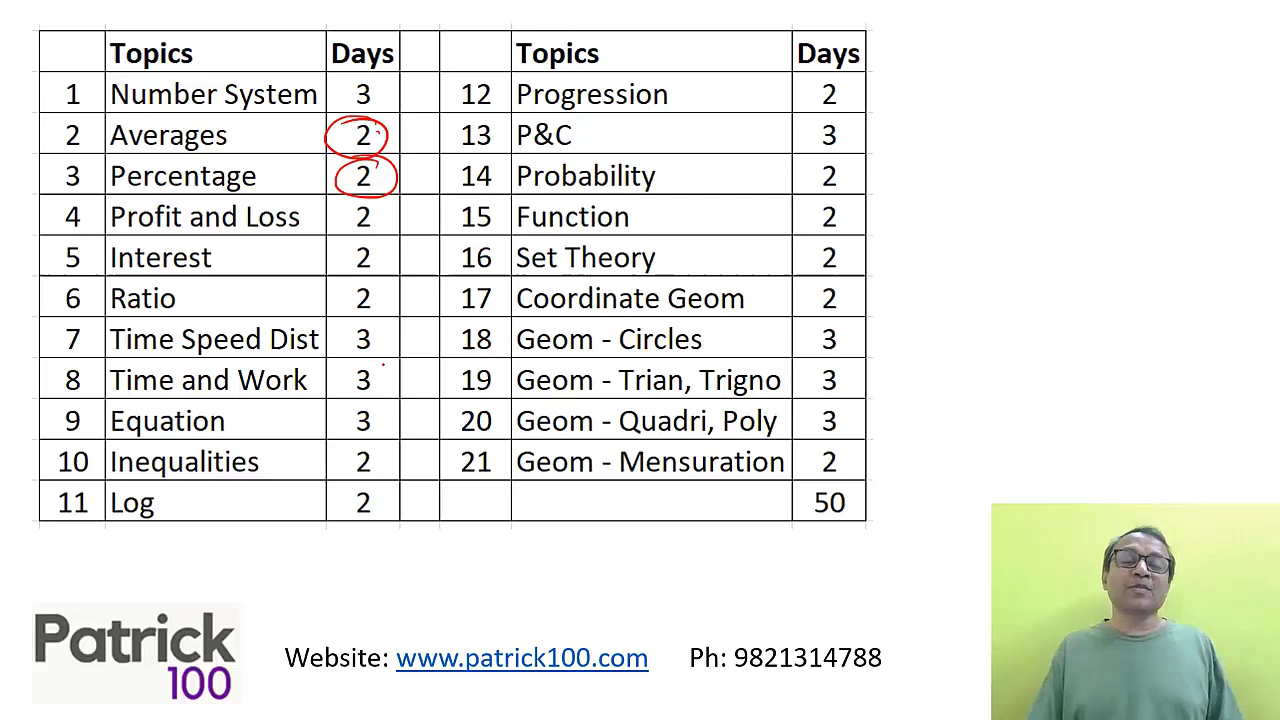 Topics Days Topics Days
1 Number System 3 12 Progression 2
2 Averages 2 13 P&C 3
3 Percentage 2 14 Probability 2
4 Profit and Loss 2 15 Function 2
5 Interest 2 16 Set Theory 2
6 Ratio 2 17 Coordinate Geom 2
7 Time Speed Dist 3 18 Geom - Circles 3
8 Time and Work 3 19 Geom - Trian, Trigno 3
9 Equation 3 20 Geom - Quadri, Poly 3
10 Inequalities 2 21 Geom - Mensuration 2
11 Log 2 50
Patrick
100
Website: www.patrick100.com Ph: 9821314788